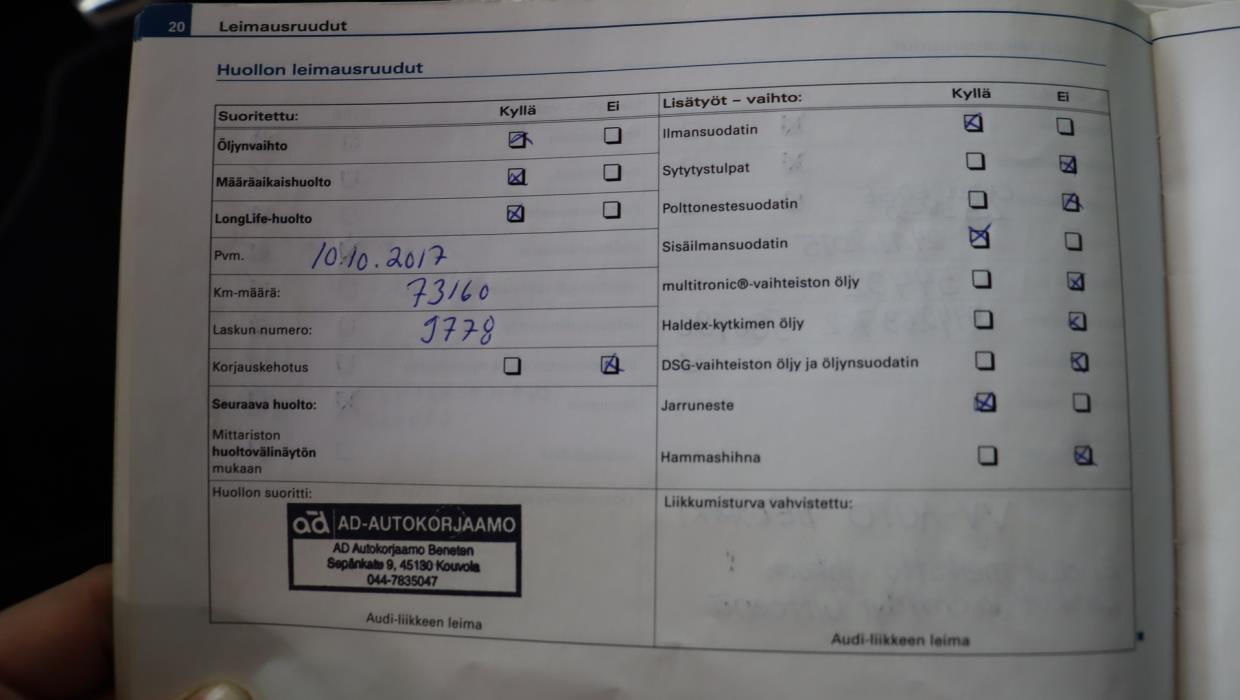 20 Leimausruudut
Huollon leimausruudut
Suoritettu: Kyllä Ei
Öljynvaihto
Määräaikaishuolto
LongLife-huolto
Pvm. 10.10.2017
Km-määrä: 73160
Laskun numero: 9778
Korjauskehotus
Seuraava huolto:
Mittariston
huoltovälinäytön
mukaan
Huollon suoritti:
ad AD-AUTOKORJAAMO
AD Autokorjaamo Beneten
Sepänkatu 9, 45130 Kouvola
044-7835047
Audi-liikkeen leima
Lisätyöt – vaihto: Kyllä Ei
Ilmansuodatin
Sytytystulpat
Polttonestesuodatin
Sisäilmansuodatin
multitronic®-vaihteiston öljy
Haldex-kytkimen öljy
DSG-vaihteiston öljy ja öljynsuodatin
Jarruneste
Hammashihna
Liikkumisturva vahvistettu:
Audi-liikkeen leima